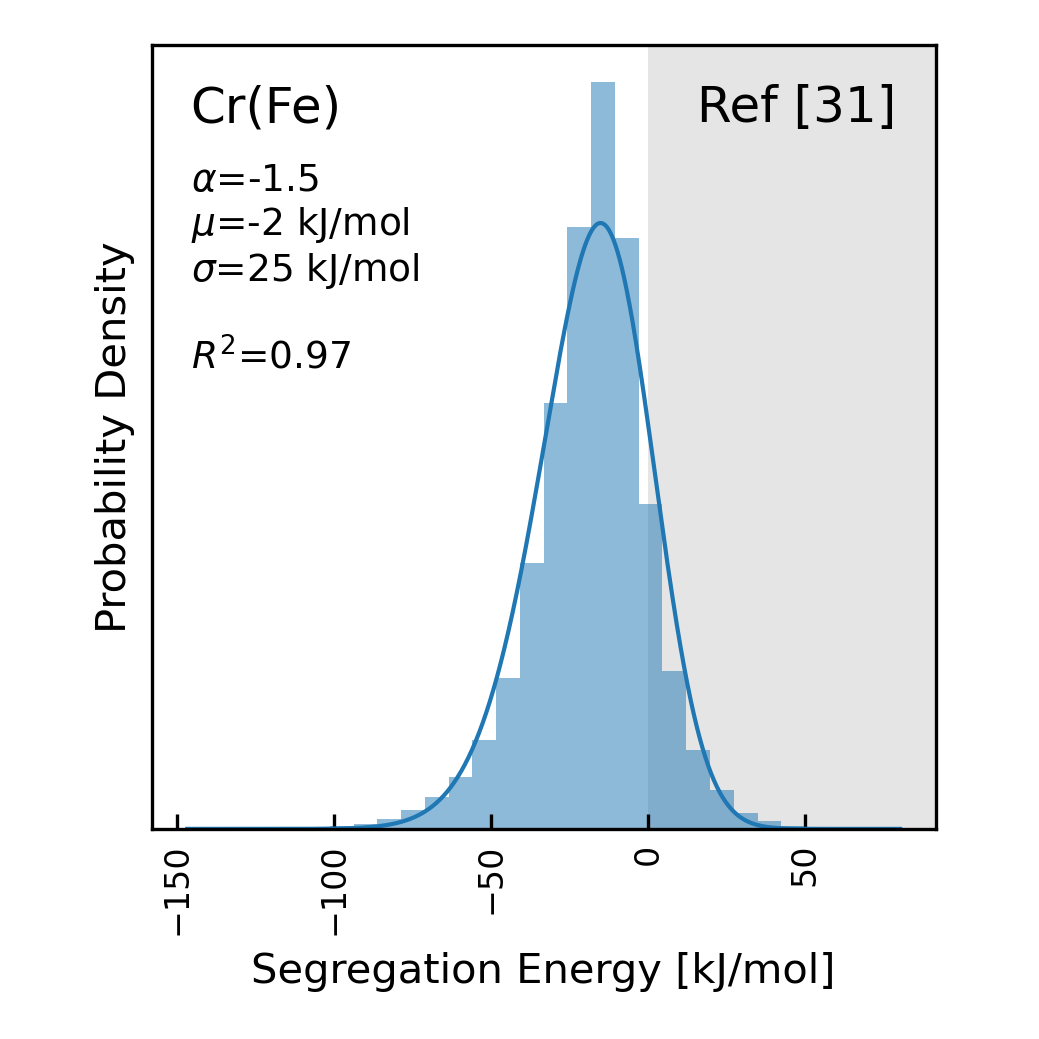 Cr(Fe)
Ref [31]
α=-1.5
μ=-2 kJ/mol
σ=25 kJ/mol
R²=0.97
Probability Density
−150
−100
−50
0
50
Segregation Energy [kJ/mol]